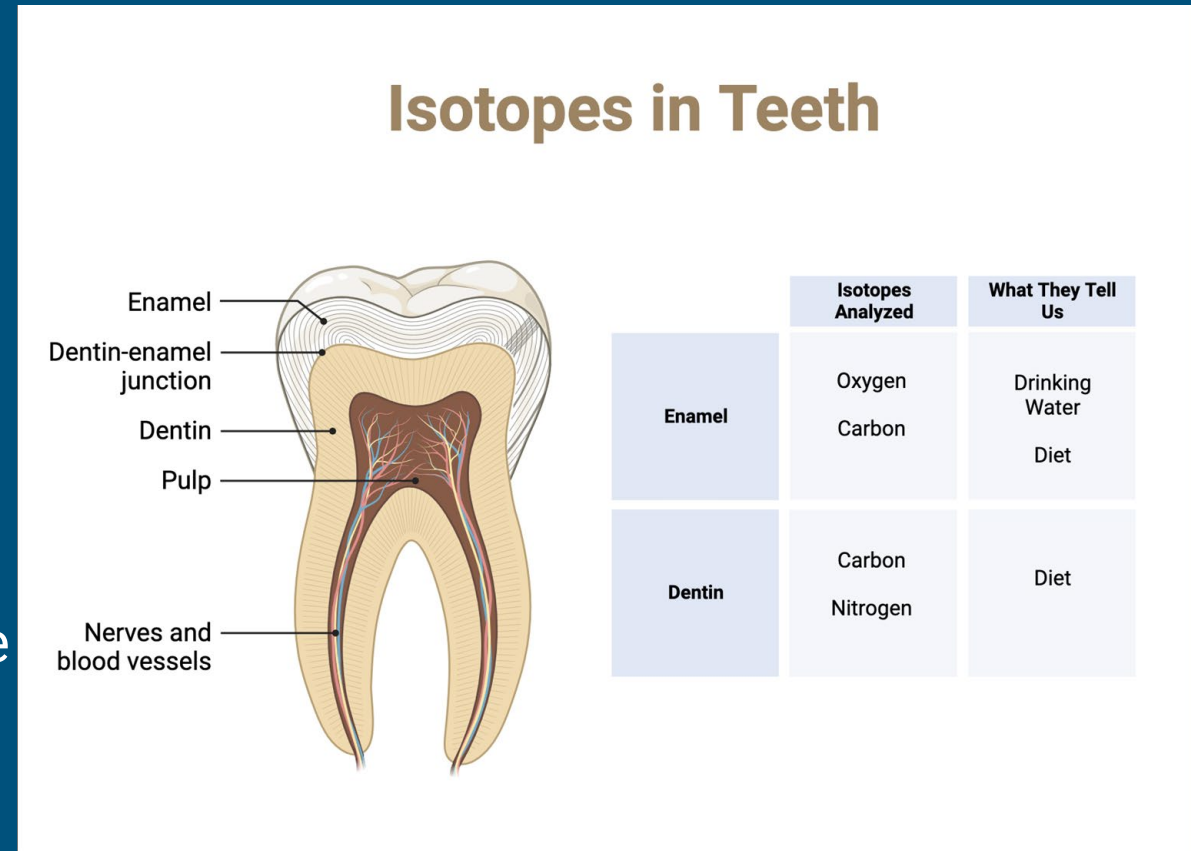 Isotopes in Teeth
Enamel
Dentin-enamel
junction
Dentin
Pulp
Nerves and
blood vessels
e
Isotopes
Analyzed
What They Tell
Us
Enamel
Oxygen
Carbon
Drinking
Water
Diet
Dentin
Carbon
Nitrogen
Diet